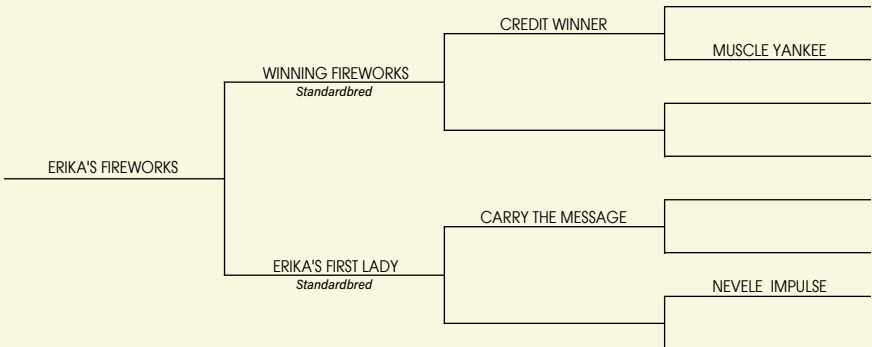 CREDIT WINNER
MUSCLE YANKEE
WINNING FIREWORKS
Standardbred
ERIKA'S FIREWORKS
CARRY THE MESSAGE
ERIKA'S FIRST LADY
Standardbred
NEVELE IMPULSE